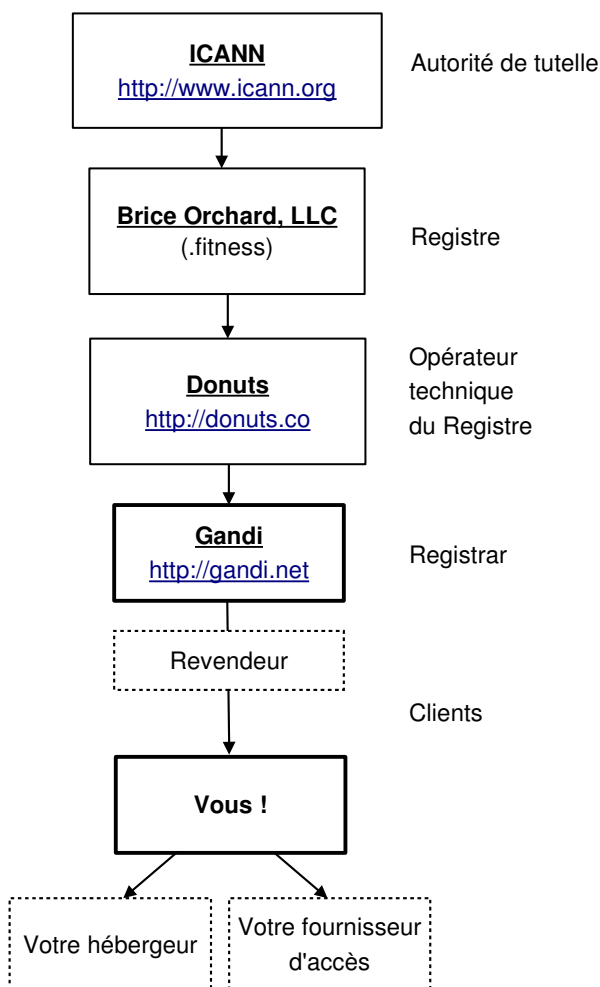 ICANN
http://www.icann.org
Autorité de tutelle
Brice Orchard, LLC
(.fitness)
Registre
Donuts
http://donuts.co
Opérateur
technique
du Registre
Gandi
http://gandi.net
Registrar
Revendeur
Clients
Vous !
Votre hébergeur
Votre fournisseur
d'accès